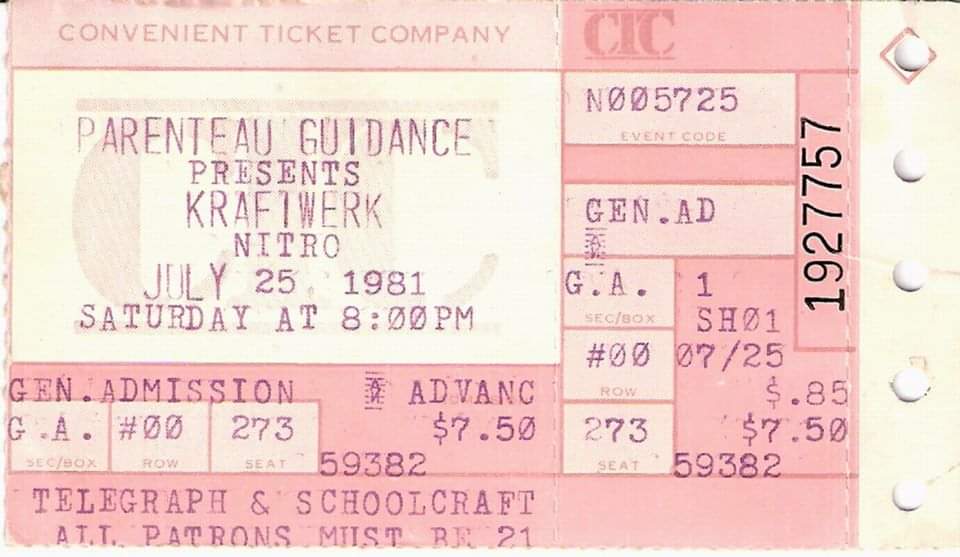 CONVENIENT TICKET COMPANY
PARENTEAU GUIDANCE
PRESENTS
KRAFTWERK
NITRO
JULY 25, 1981
SATURDAY AT 8:00PM
GEN.ADMISSION ADVANC
G.A. #00 273 $7.50
SEC/BOX ROW SEAT 59382
TELEGRAPH & SCHOOLCRAFT
ALL PATRONS MUST BE 21
CTC
N005725
EVENT CODE
GEN.AD
G.A. 1
SEC/BOX SH01
#00 07/25
ROW $.85
273 $7.50
SEAT 59382
1927757